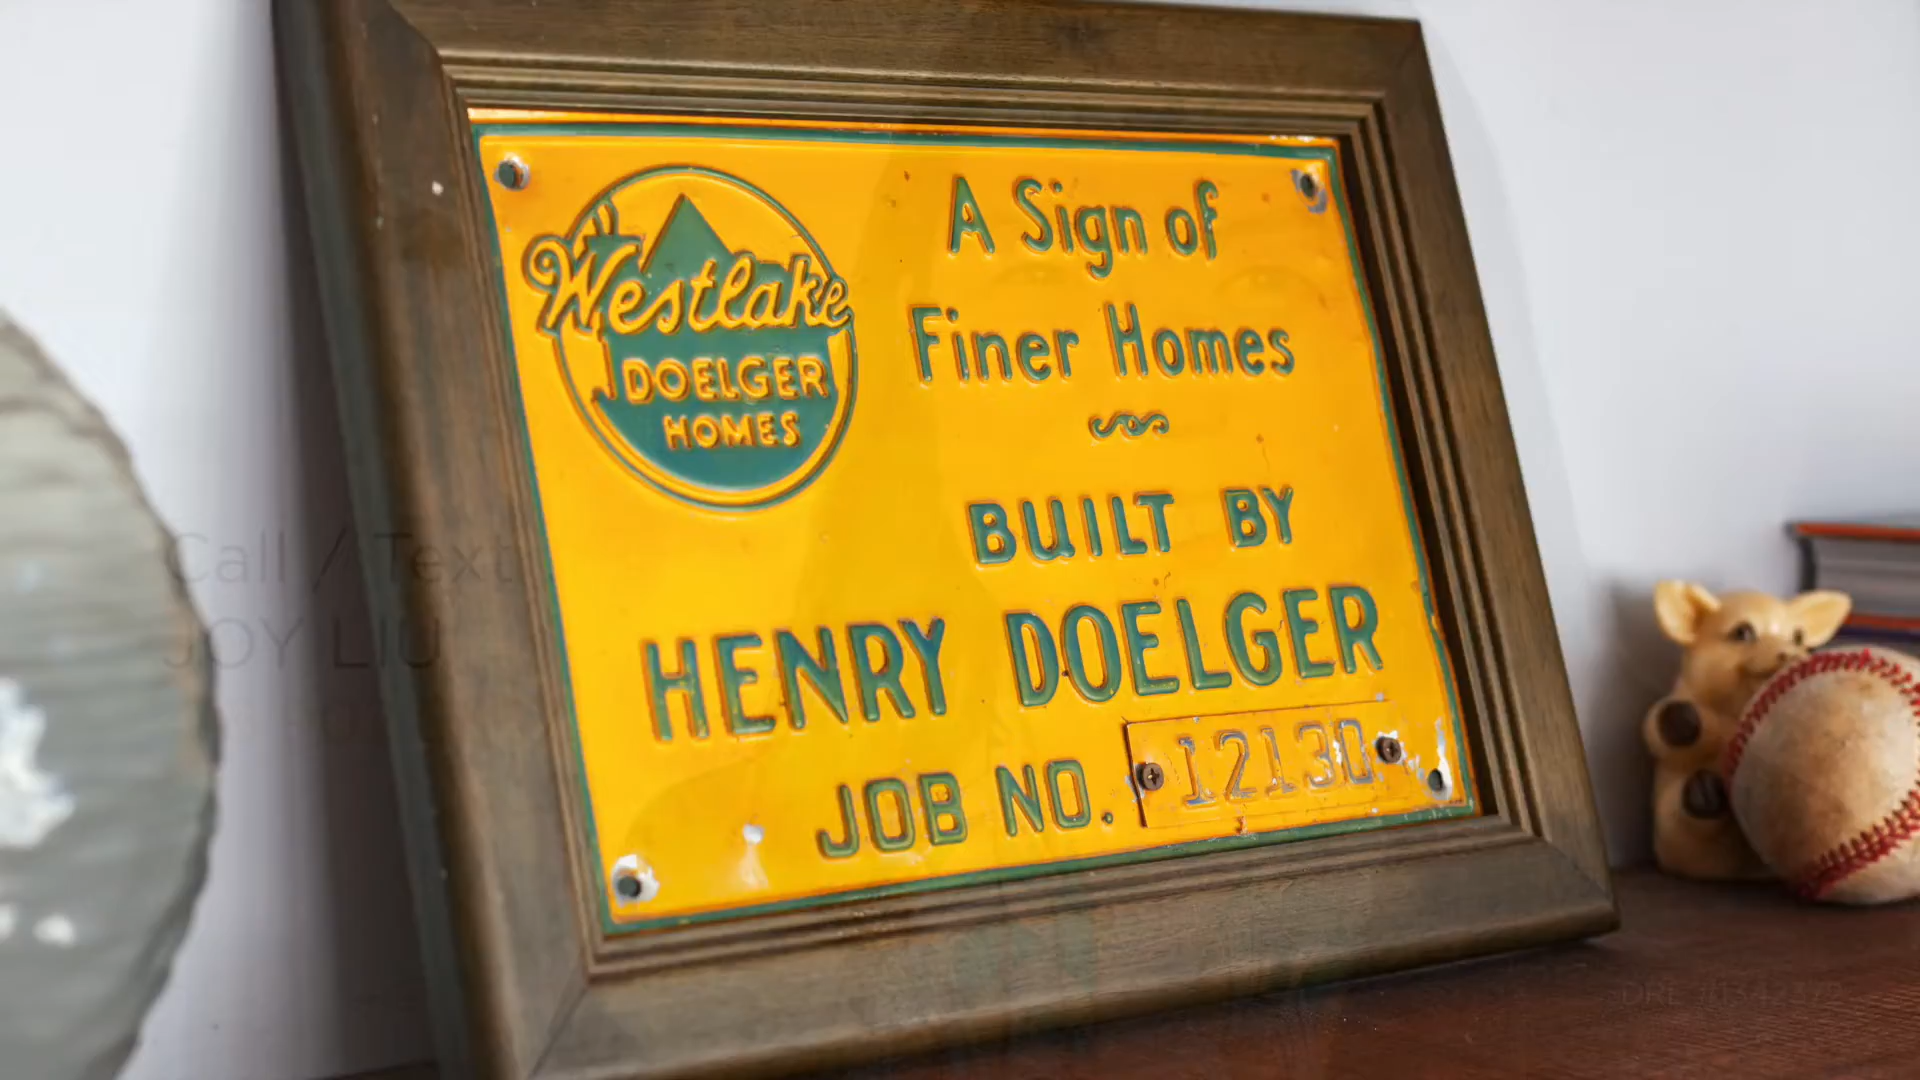 Westlake
DOELGER
HOMES
A Sign of
Finer Homes
BUILT BY
HENRY DOELGER
JOB NO. 12130
Call / Text
JOY LIU